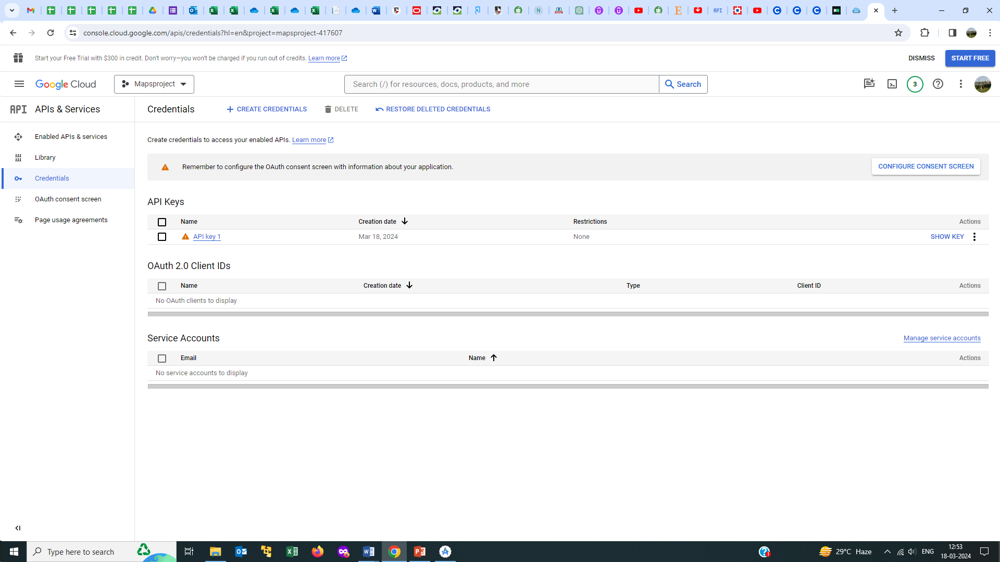 console.cloud.google.com/apis/credentials?hl=en&project=mapsproject-417607
Start your Free Trial with $300 in credit. Don't worry—you won't be charged if you run out of credits. Learn more
DISMISS
START FREE
Google Cloud
Mapsproject
Search (/) for resources, docs, products, and more
Search
3
API APIs & Services
Credentials
CREATE CREDENTIALS
DELETE
RESTORE DELETED CREDENTIALS
Enabled APIs & services
Library
Credentials
OAuth consent screen
Page usage agreements
Create credentials to access your enabled APIs. Learn more
Remember to configure the OAuth consent screen with information about your application.
CONFIGURE CONSENT SCREEN
API Keys
Name Creation date Restrictions Actions
API key 1 Mar 18, 2024 None SHOW KEY
OAuth 2.0 Client IDs
Name Creation date Type Client ID Actions
No OAuth clients to display
Service Accounts
Manage service accounts
Email Name Actions
No service accounts to display
Type here to search
29°C Haze
ENG
12:53
18-03-2024